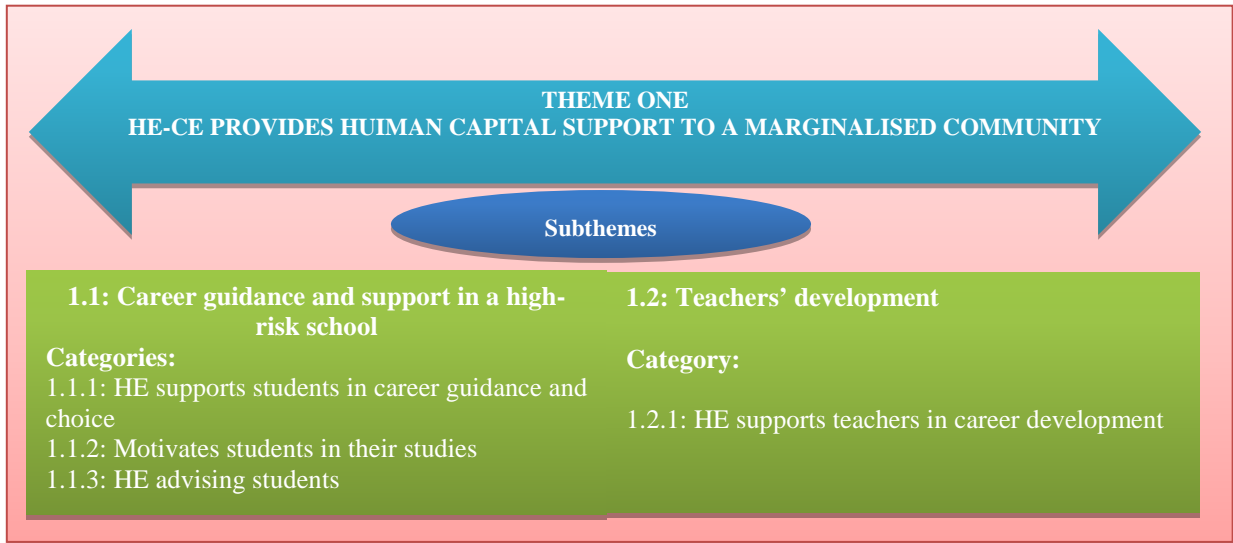 THEME ONE
HE-CE PROVIDES HUIMAN CAPITAL SUPPORT TO A MARGINALISED COMMUNITY
Subthemes
1.1: Career guidance and support in a high-
risk school
Categories:
1.1.1: HE supports students in career guidance and
choice
1.1.2: Motivates students in their studies
1.1.3: HE advising students
1.2: Teachers’ development
Category:
1.2.1: HE supports teachers in career development